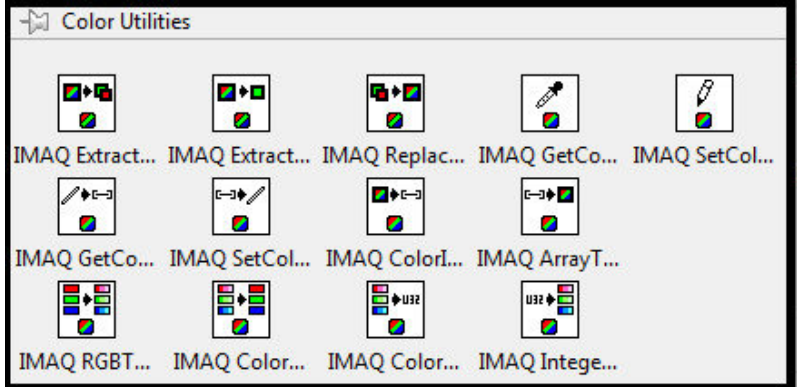 Color Utilities
IMAQ Extract... IMAQ Extract... IMAQ Replac... IMAQ GetCo... IMAQ SetCol...
IMAQ GetCo... IMAQ SetCol... IMAQ ColorI... IMAQ ArrayT...
U32 U32
IMAQ RGBT... IMAQ Color... IMAQ Color... IMAQ Intege...